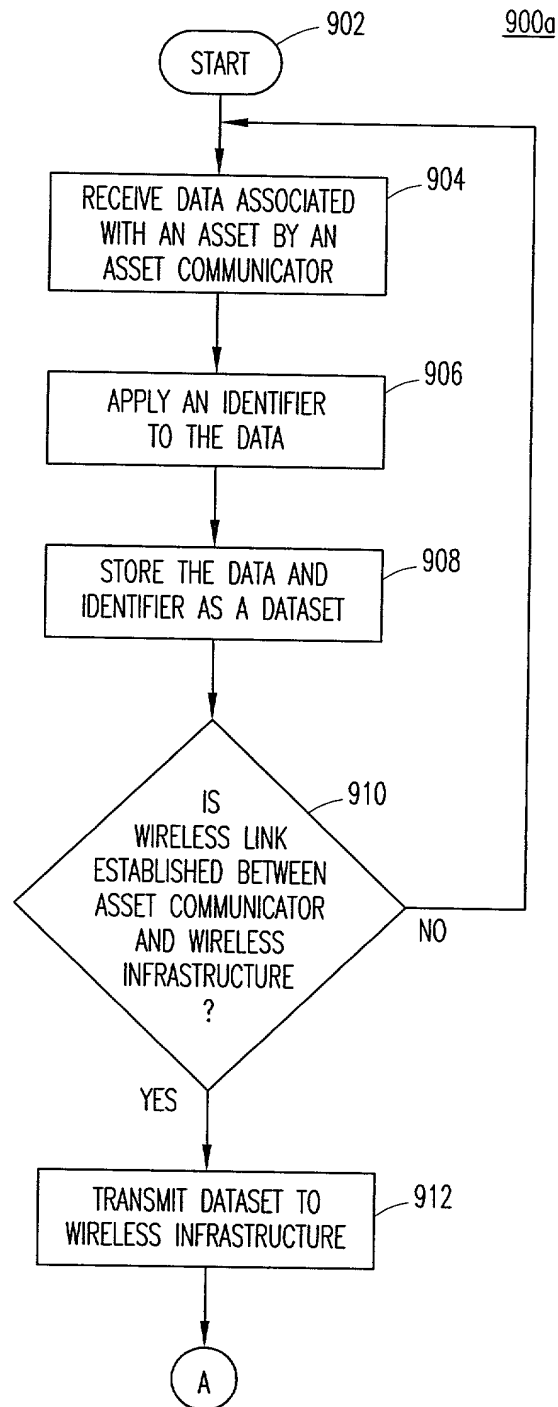 902
900a
START
904
RECEIVE DATA ASSOCIATED
WITH AN ASSET BY AN
ASSET COMMUNICATOR
906
APPLY AN IDENTIFIER
TO THE DATA
908
STORE THE DATA AND
IDENTIFIER AS A DATASET
910
IS
WIRELESS LINK
ESTABLISHED BETWEEN
ASSET COMMUNICATOR
AND WIRELESS
INFRASTRUCTURE
?
NO
YES
912
TRANSMIT DATASET TO
WIRELESS INFRASTRUCTURE
A